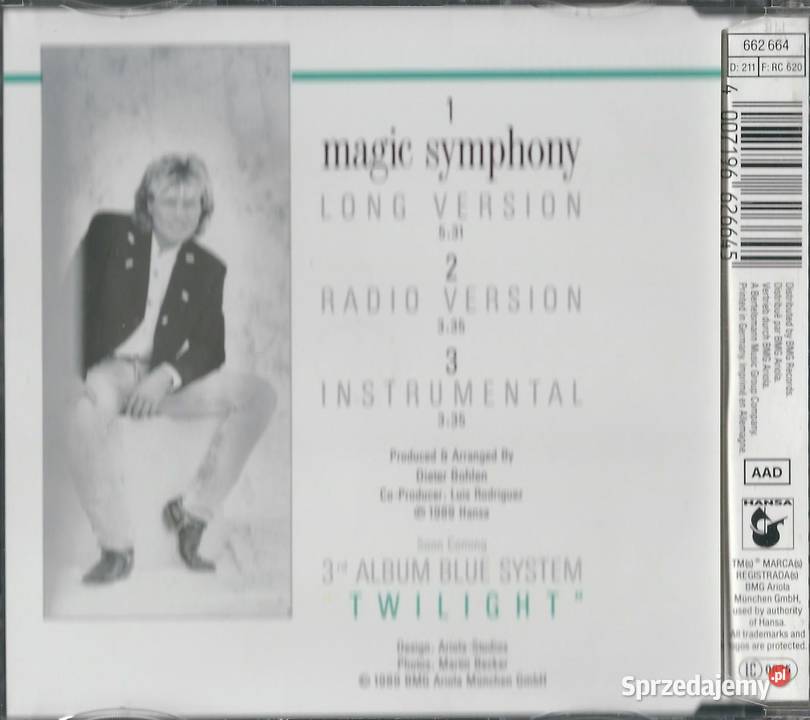 1
magic symphony
LONG VERSION
5:31
2
RADIO VERSION
3:35
3
INSTRUMENTAL
3:35
Produced & Arranged By
Dieter Bohlen
Co-Producer: Luis Rodriguez
© 1989 Hansa
Soon Coming
3rd ALBUM BLUE SYSTEM
"TWILIGHT"
Design: Ariola-Studios
Photos: Martin Becker
© 1989 BMG Ariola München GmbH
662 664
D: 211 F: RC 620
4 007196 626645
Distributed by BMG Records.
Distribué par BMG Ariola.
Vertrieb durch BMG Ariola.
A Bertelsmann Music Group Company.
Printed in Germany. Imprimé en Allemagne.
AAD
HANSA
TM(s) ® MARCA(s)
REGISTRADA(s)
BMG Ariola
München GmbH,
used by authority
of Hansa.
All trademarks and
logos are protected.
IC
Sprzedajemy.pl